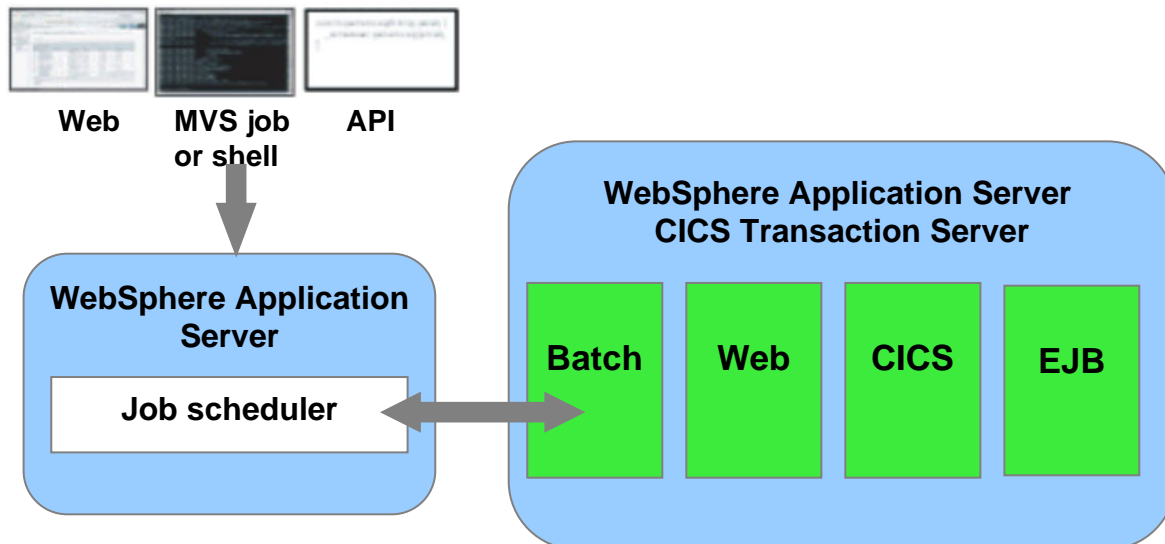 Web
MVS job
or shell
API
WebSphere Application
Server
Job scheduler
WebSphere Application Server
CICS Transaction Server
Batch
Web
CICS
EJB